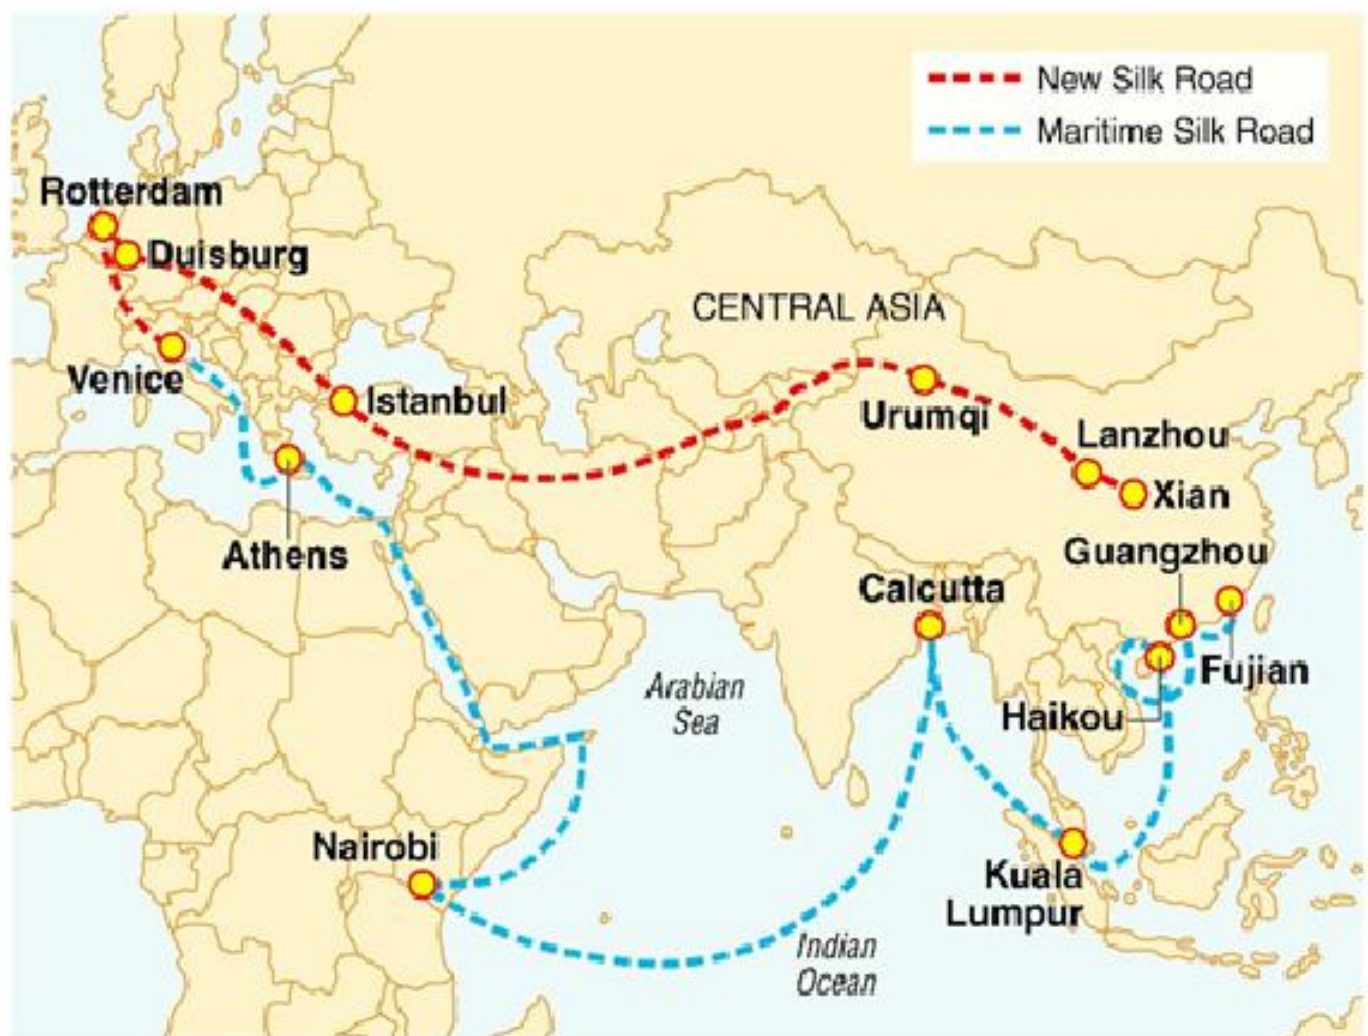 New Silk Road
Maritime Silk Road
Rotterdam
Duisburg
CENTRAL ASIA
Venice
Istanbul
Urumqi
Lanzhou
Xian
Athens
Guangzhou
Calcutta
Fujian
Arabian
Sea
Haikou
Nairobi
Kuala
Lumpur
Indian
Ocean